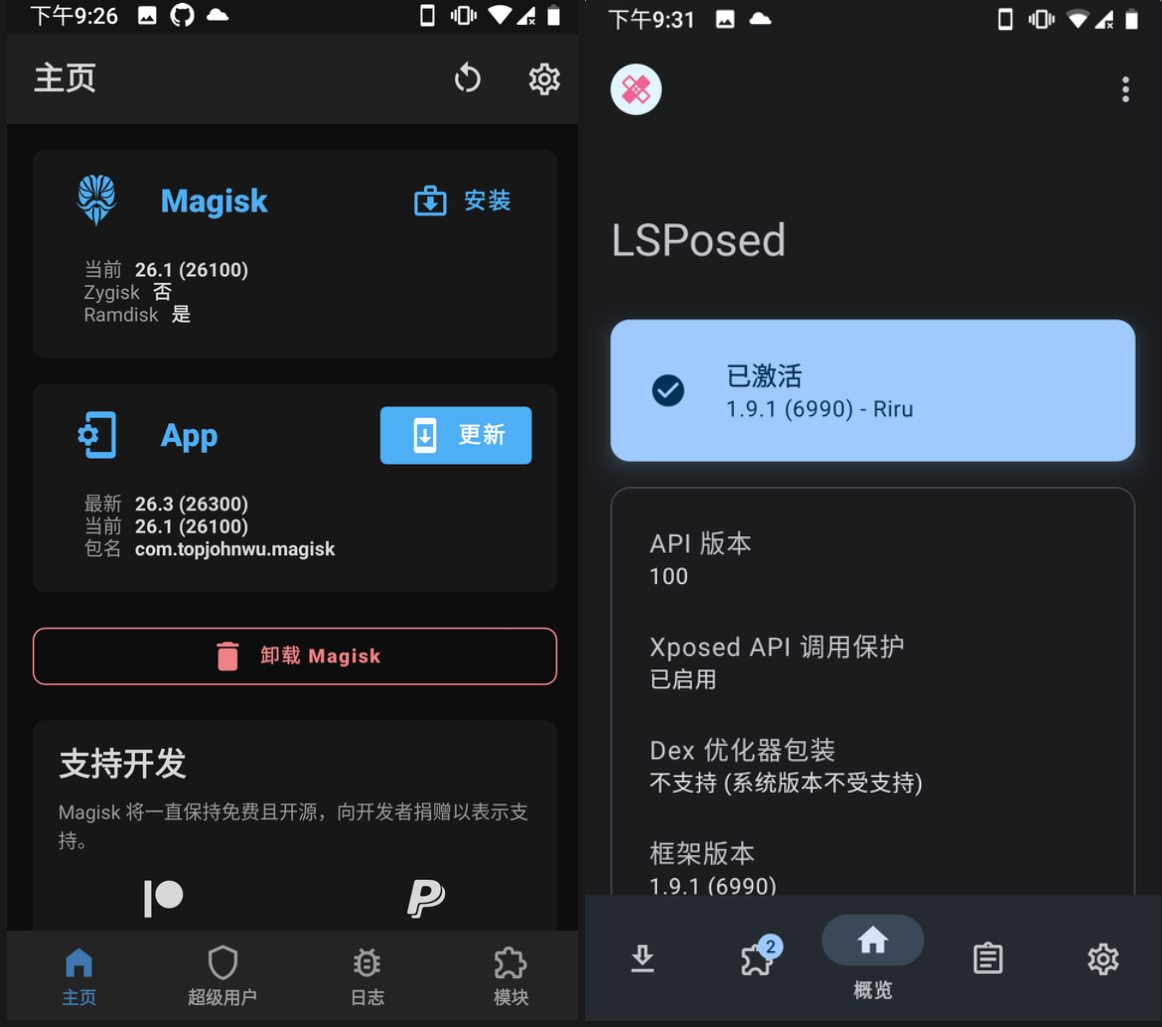 下午9:26
主页
Magisk
安装
当前 26.1 (26100)
Zygisk 否
Ramdisk 是
App
更新
最新 26.3 (26300)
当前 26.1 (26100)
包名 com.topjohnwu.magisk
卸载 Magisk
支持开发
Magisk 将一直保持免费且开源，向开发者捐赠以表示支
持。
主页
超级用户
日志
模块
下午9:31
LSPosed
已激活
1.9.1 (6990) - Riru
API 版本
100
Xposed API 调用保护
已启用
Dex 优化器包装
不支持 (系统版本不受支持)
框架版本
1.9.1 (6990)
2
概览